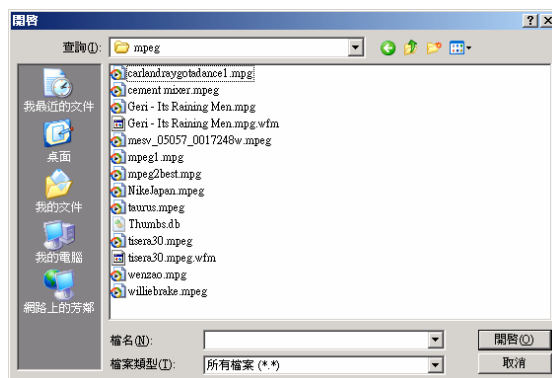 開啓
查詢(I): mpeg
carlandraygotadance1.mpg
cement mixer.mpeg
Geri - Its Raining Men.mpg
Geri - Its Raining Men.mpg.wfm
mesv_05057_0017248w.mpeg
mpeg1.mpg
mpeg2best.mpg
NikeJapan.mpeg
taurus.mpeg
Thumbs.db
tisera30.mpeg
tisera30.mpeg.wfm
wenzao.mpg
williebrake.mpeg
我最近的文件
桌面
我的文件
我的電腦
網路上的芳鄰
檔名(N): 開啓(O)
檔案類型(T): 所有檔案 (*.*) 取消